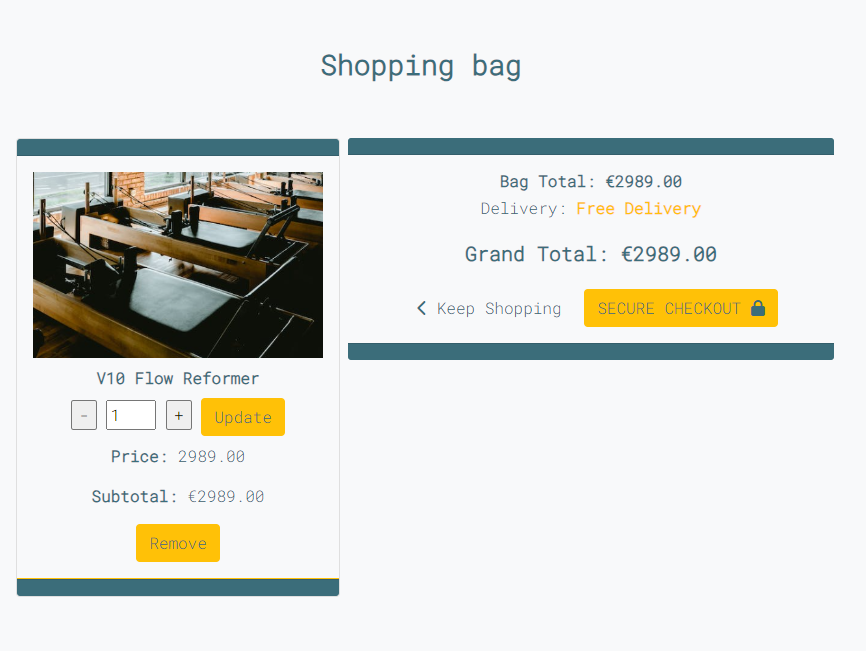 Shopping bag
V10 Flow Reformer
- 1 + Update
Price: 2989.00
Subtotal: €2989.00
Remove
Bag Total: €2989.00
Delivery: Free Delivery
Grand Total: €2989.00
Keep Shopping SECURE CHECKOUT